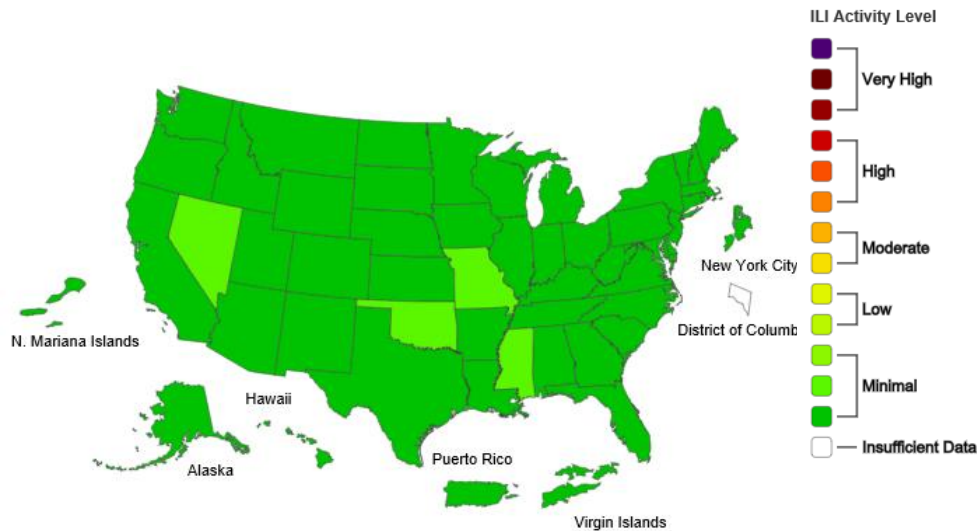 ILI Activity Level
Very High
High
Moderate
Low
Minimal
Insufficient Data
New York City
District of Columb
N. Mariana Islands
Hawaii
Alaska
Puerto Rico
Virgin Islands